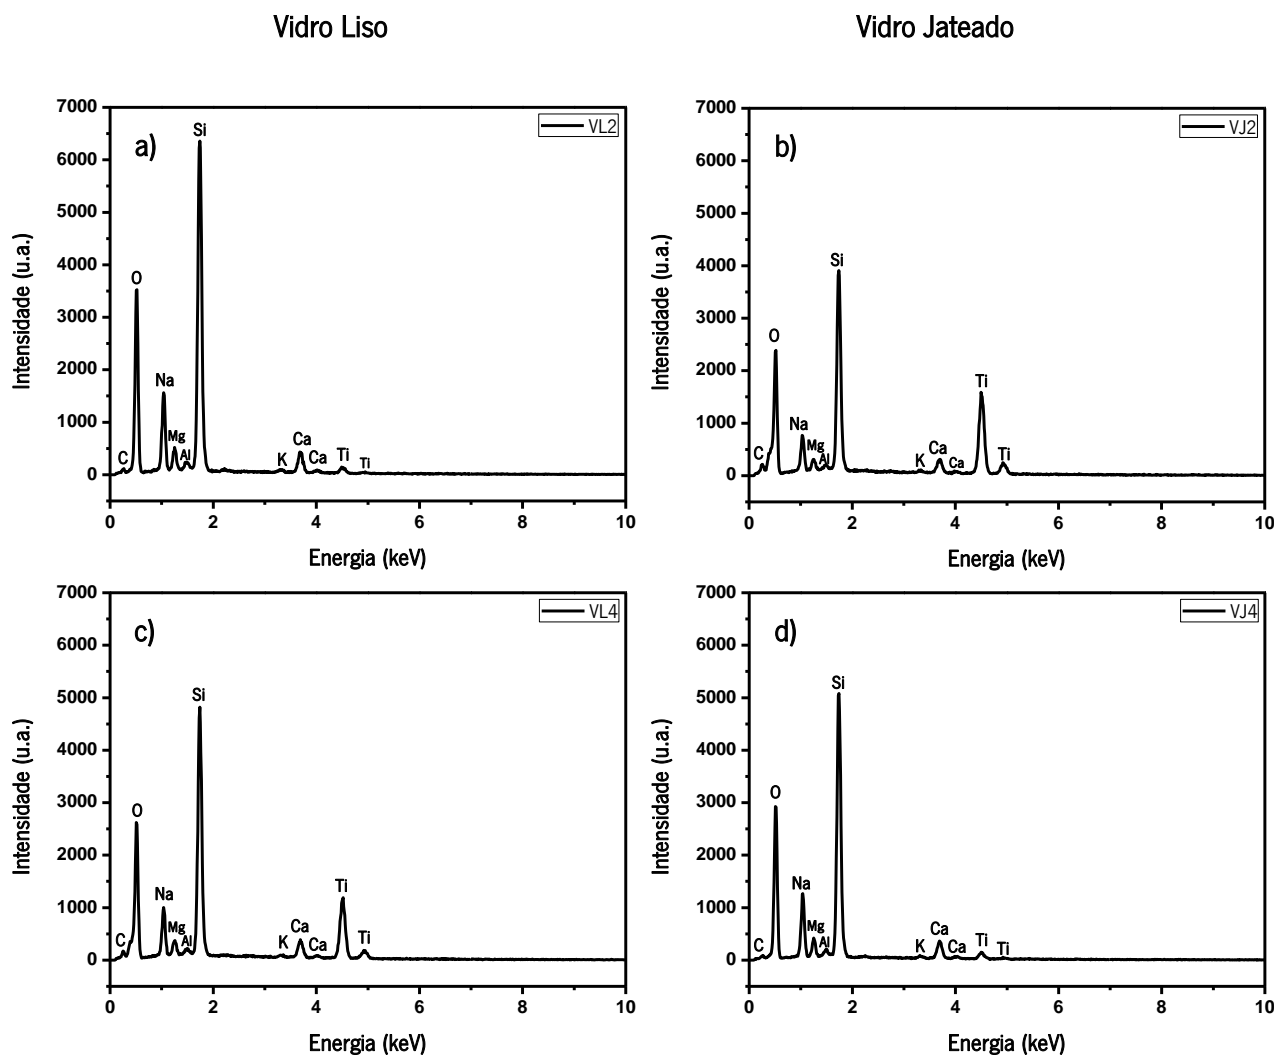 Vidro Liso
Vidro Jateado
a)
VL2
Intensidade (u.a.)
7000
6000
5000
4000
3000
2000
1000
0
C
O
Na
Mg
Al
Si
K
Ca
Ca
Ti
Ti
0 2 4 6 8 10
Energia (keV)
b)
VJ2
Intensidade (u.a.)
7000
6000
5000
4000
3000
2000
1000
0
C
O
Na
Mg
Al
Si
K
Ca
Ca
Ti
Ti
0 2 4 6 8 10
Energia (keV)
c)
VL4
Intensidade (u.a.)
7000
6000
5000
4000
3000
2000
1000
0
C
O
Na
Mg
Al
Si
K
Ca
Ca
Ti
Ti
0 2 4 6 8 10
Energia (keV)
d)
VJ4
Intensidade (u.a.)
7000
6000
5000
4000
3000
2000
1000
0
C
O
Na
Mg
Al
Si
K
Ca
Ca
Ti
Ti
0 2 4 6 8 10
Energia (keV)